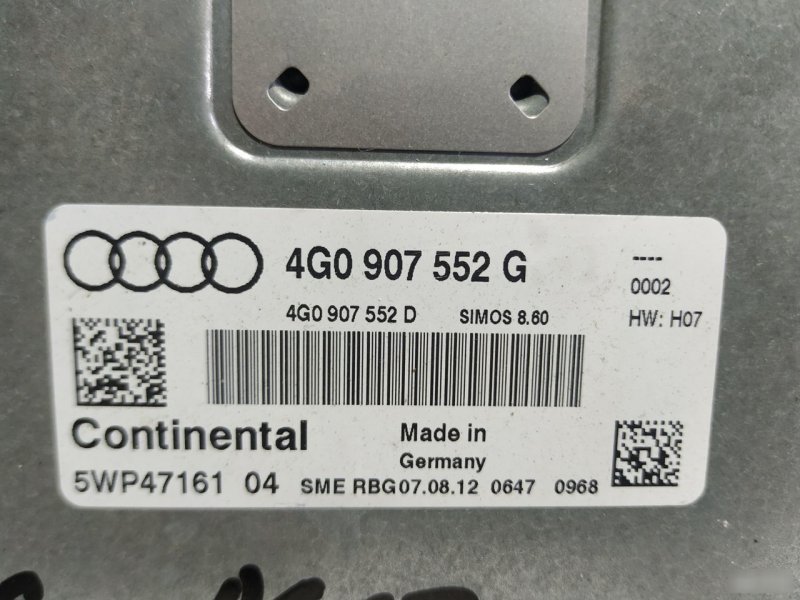 4G0 907 552 G
----
0002
4G0 907 552 D SIMOS 8.60 HW: H07
Continental
Made in
Germany
5WP47161 04 SME RBG07.08.12 0647 0968